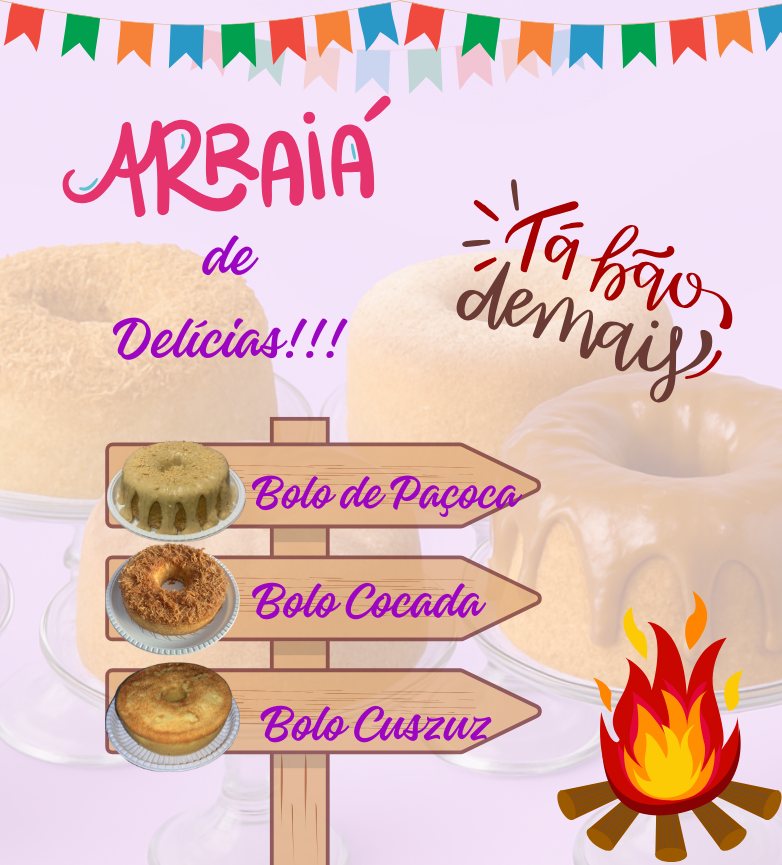 ARRAIÁ
de
Delícias!!!
Tá bão
demais
Bolo de Paçoca
Bolo Cocada
Bolo Cuszuz